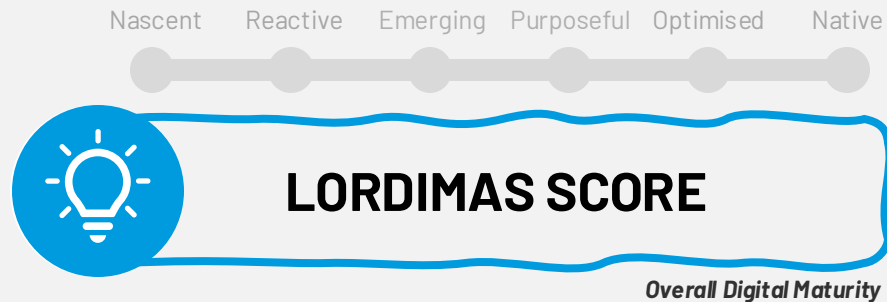 Nascent Reactive Emerging Purposeful Optimised Native
LORDIMAS SCORE
Overall Digital Maturity